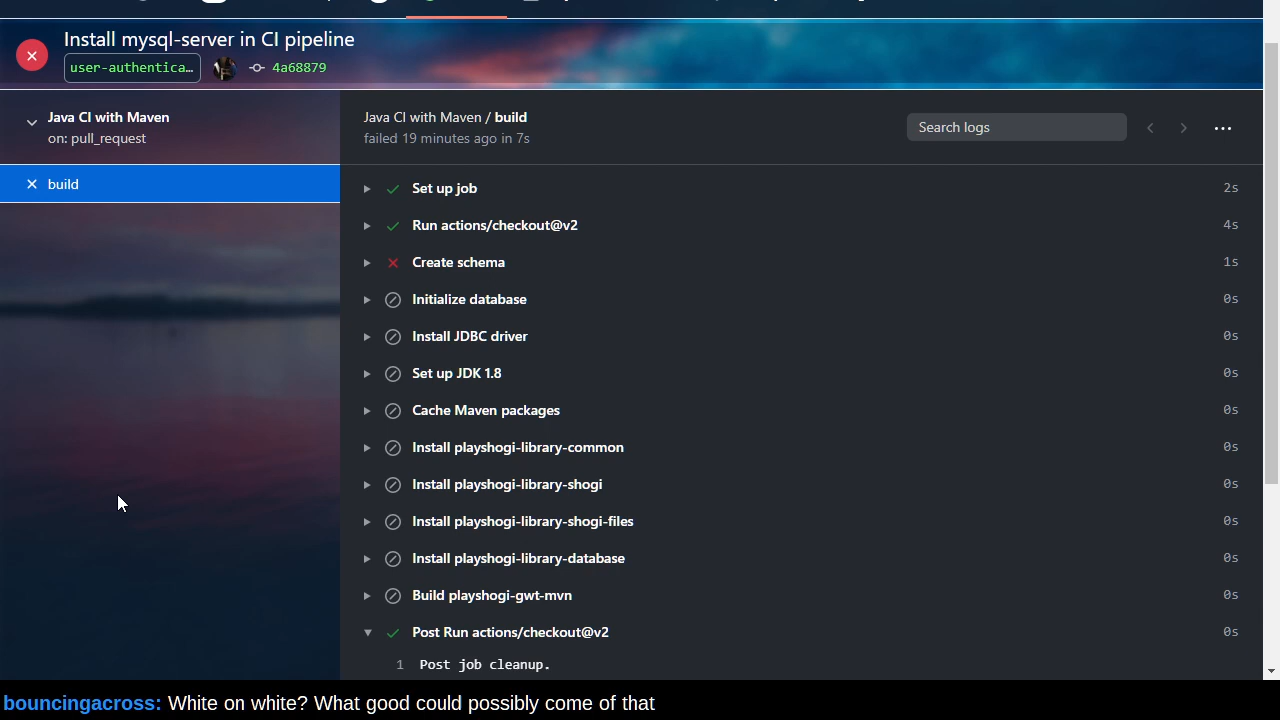 Install mysql-server in CI pipeline
user-authentica… 4a68879
Java CI with Maven
on: pull_request
build
Java CI with Maven / build
failed 19 minutes ago in 7s
Search logs
Set up job 2s
Run actions/checkout@v2 4s
Create schema 1s
Initialize database 0s
Install JDBC driver 0s
Set up JDK 1.8 0s
Cache Maven packages 0s
Install playshogi-library-common 0s
Install playshogi-library-shogi 0s
Install playshogi-library-shogi-files 0s
Install playshogi-library-database 0s
Build playshogi-gwt-mvn 0s
Post Run actions/checkout@v2 0s
1 Post job cleanup.
bouncingacross: White on white? What good could possibly come of that